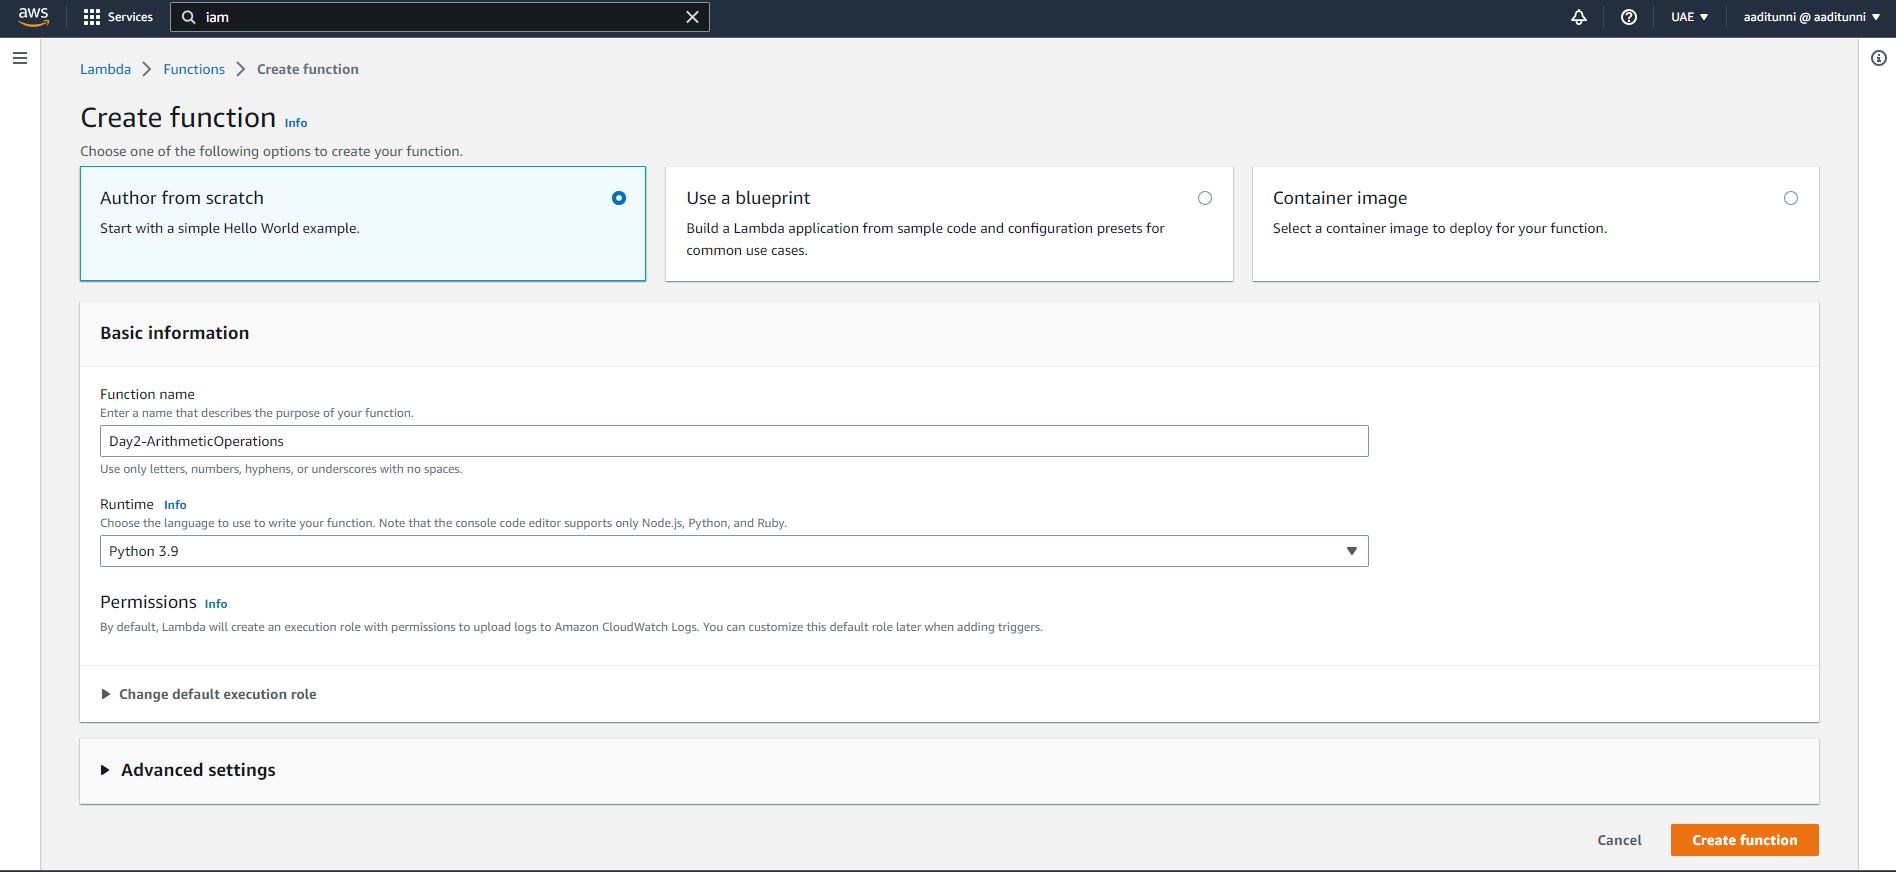 aws Services iam UAE aaditunni @ aaditunni
Lambda Functions Create function
Create function Info
Choose one of the following options to create your function.
Author from scratch
Start with a simple Hello World example.
Use a blueprint
Build a Lambda application from sample code and configuration presets for
common use cases.
Container image
Select a container image to deploy for your function.
Basic information
Function name
Enter a name that describes the purpose of your function.
Day2-ArithmeticOperations
Use only letters, numbers, hyphens, or underscores with no spaces.
Runtime Info
Choose the language to use to write your function. Note that the console code editor supports only Node.js, Python, and Ruby.
Python 3.9
Permissions Info
By default, Lambda will create an execution role with permissions to upload logs to Amazon CloudWatch Logs. You can customize this default role later when adding triggers.
Change default execution role
Advanced settings
Cancel Create function